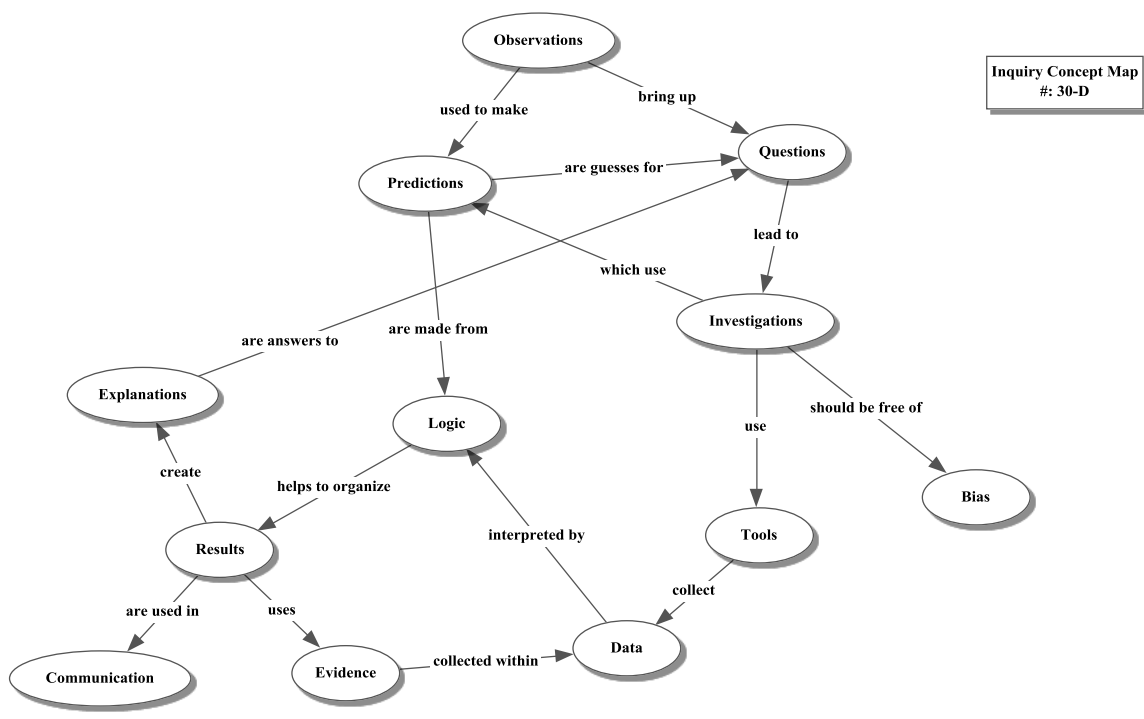 Observations
Inquiry Concept Map
#: 30-D
bring up
used to make
Questions
are guesses for
Predictions
lead to
which use
Investigations
are made from
are answers to
Explanations
should be free of
Logic
use
create
helps to organize
Bias
interpreted by
Tools
Results
collect
are used in
uses
Data
collected within
Evidence
Communication